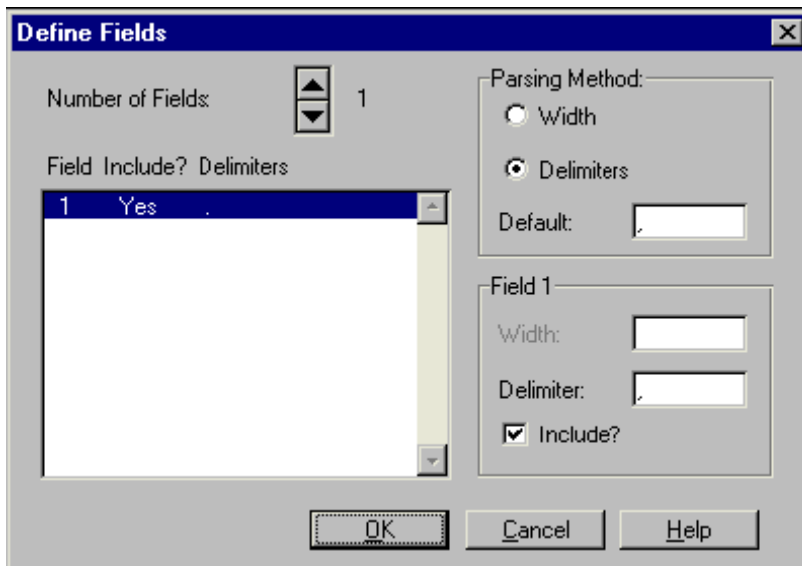 Define Fields
Number of Fields: 1
Field Include? Delimiters
1 Yes ,
Parsing Method:
Width
Delimiters
Default: ,
Field 1
Width:
Delimiter: ,
Include?
OK Cancel Help